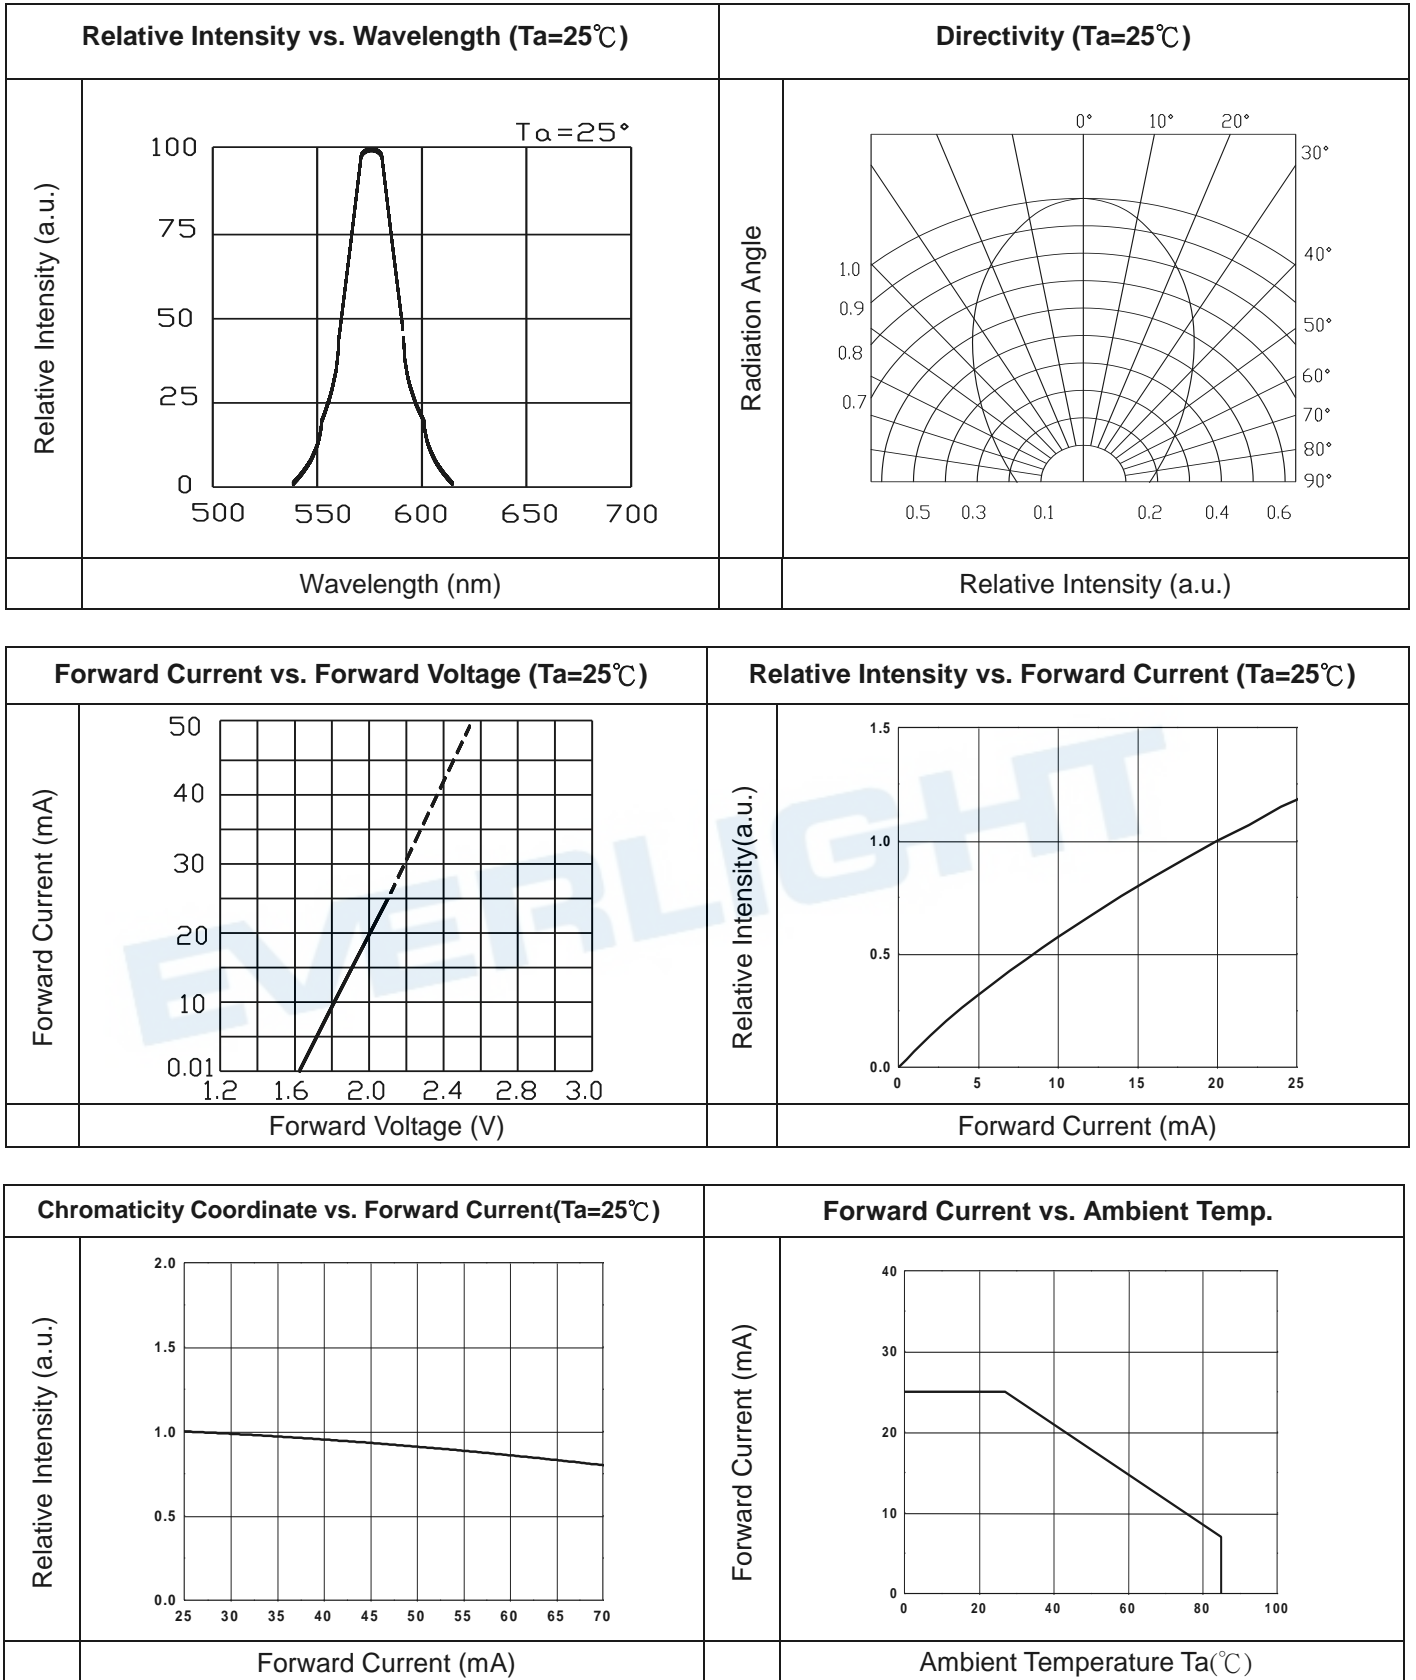 Relative Intensity vs. Wavelength (Ta=25℃)
Directivity (Ta=25℃)
Relative Intensity (a.u.)
Ta=25°
100
75
50
25
0
500 550 600 650 700
Wavelength (nm)
Radiation Angle
0° 10° 20°
30°
40°
50°
60°
70°
80°
90°
1.0
0.9
0.8
0.7
0.5 0.3 0.1 0.2 0.4 0.6
Relative Intensity (a.u.)
Forward Current vs. Forward Voltage (Ta=25℃)
Relative Intensity vs. Forward Current (Ta=25℃)
Forward Current (mA)
50
40
30
20
10
0.01
1.2 1.6 2.0 2.4 2.8 3.0
Forward Voltage (V)
Relative Intensity(a.u.)
1.5
1.0
0.5
0.0
0 5 10 15 20 25
Forward Current (mA)
EVERLIGHT
Chromaticity Coordinate vs. Forward Current(Ta=25℃)
Forward Current vs. Ambient Temp.
Relative Intensity (a.u.)
2.0
1.5
1.0
0.5
0.0
25 30 35 40 45 50 55 60 65 70
Forward Current (mA)
Forward Current (mA)
40
30
20
10
0
0 20 40 60 80 100
Ambient Temperature Ta(℃)